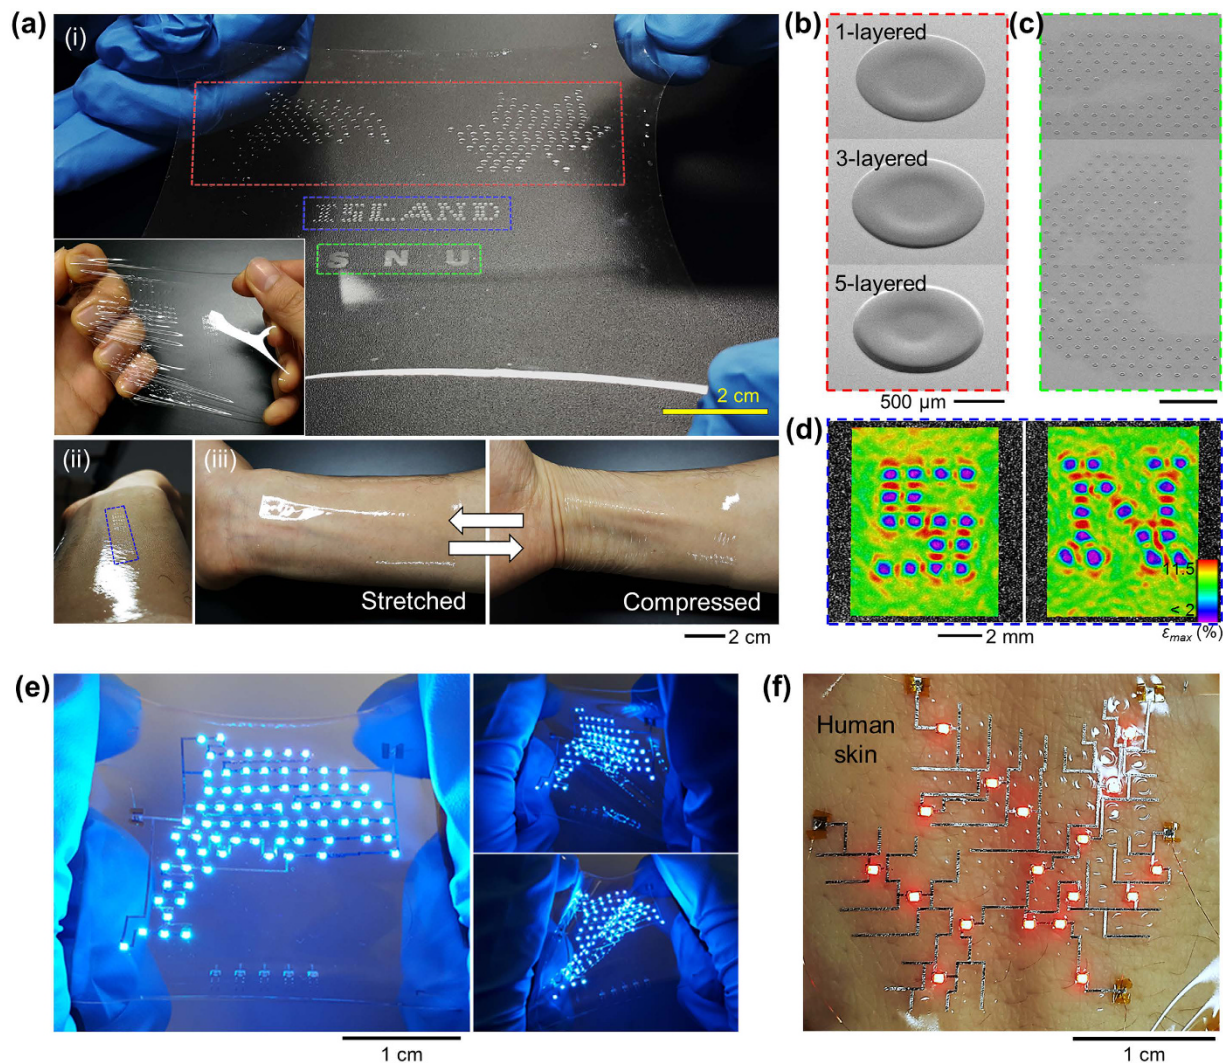 (a)
(i)
ISLAND
S N U
2 cm
(ii)
(iii)
Stretched
Compressed
2 cm
(b)
1-layered
3-layered
5-layered
500 μm
(c)
(d)
11.5
< 2
2 mm
εmax (%)
(e)
1 cm
(f)
Human
skin
1 cm